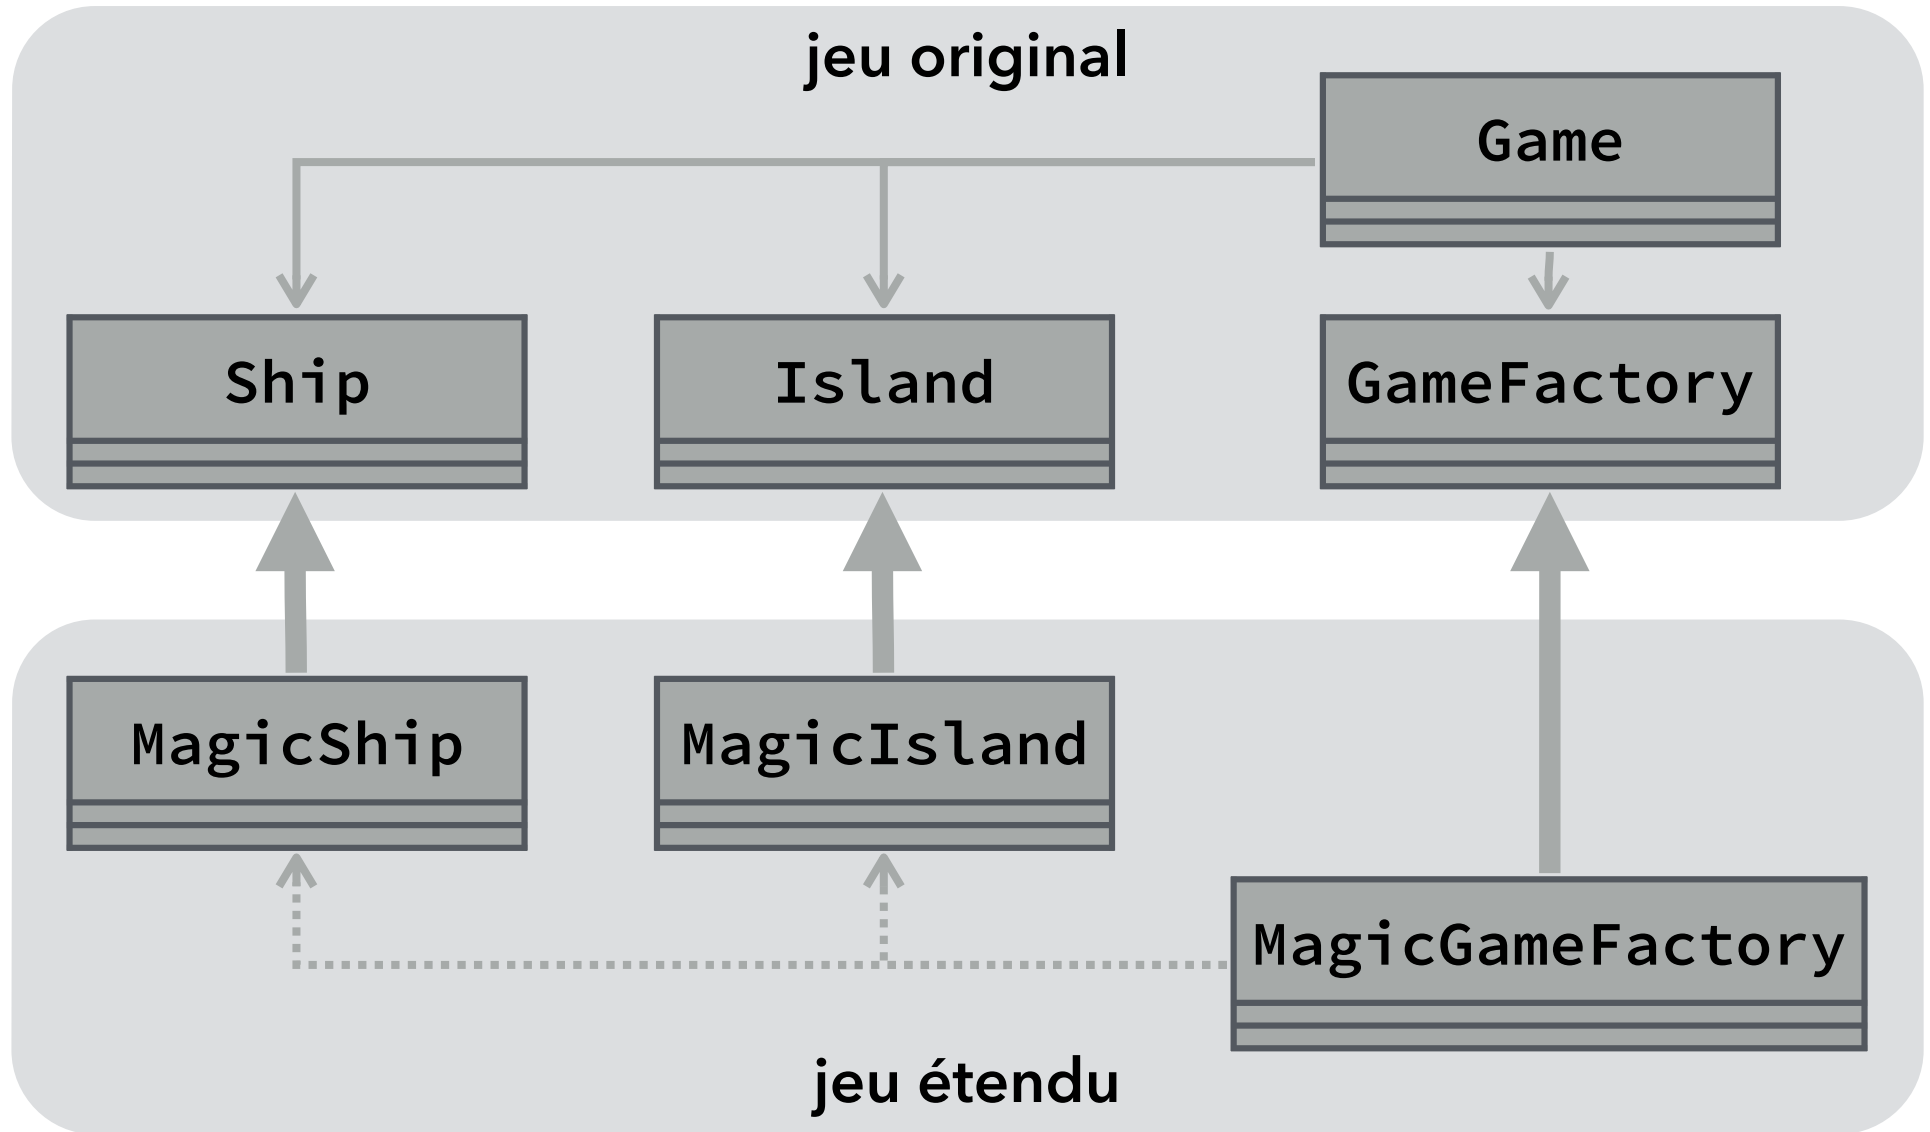 jeu original
Game
Ship
Island
GameFactory
MagicShip
MagicIsland
MagicGameFactory
jeu étendu